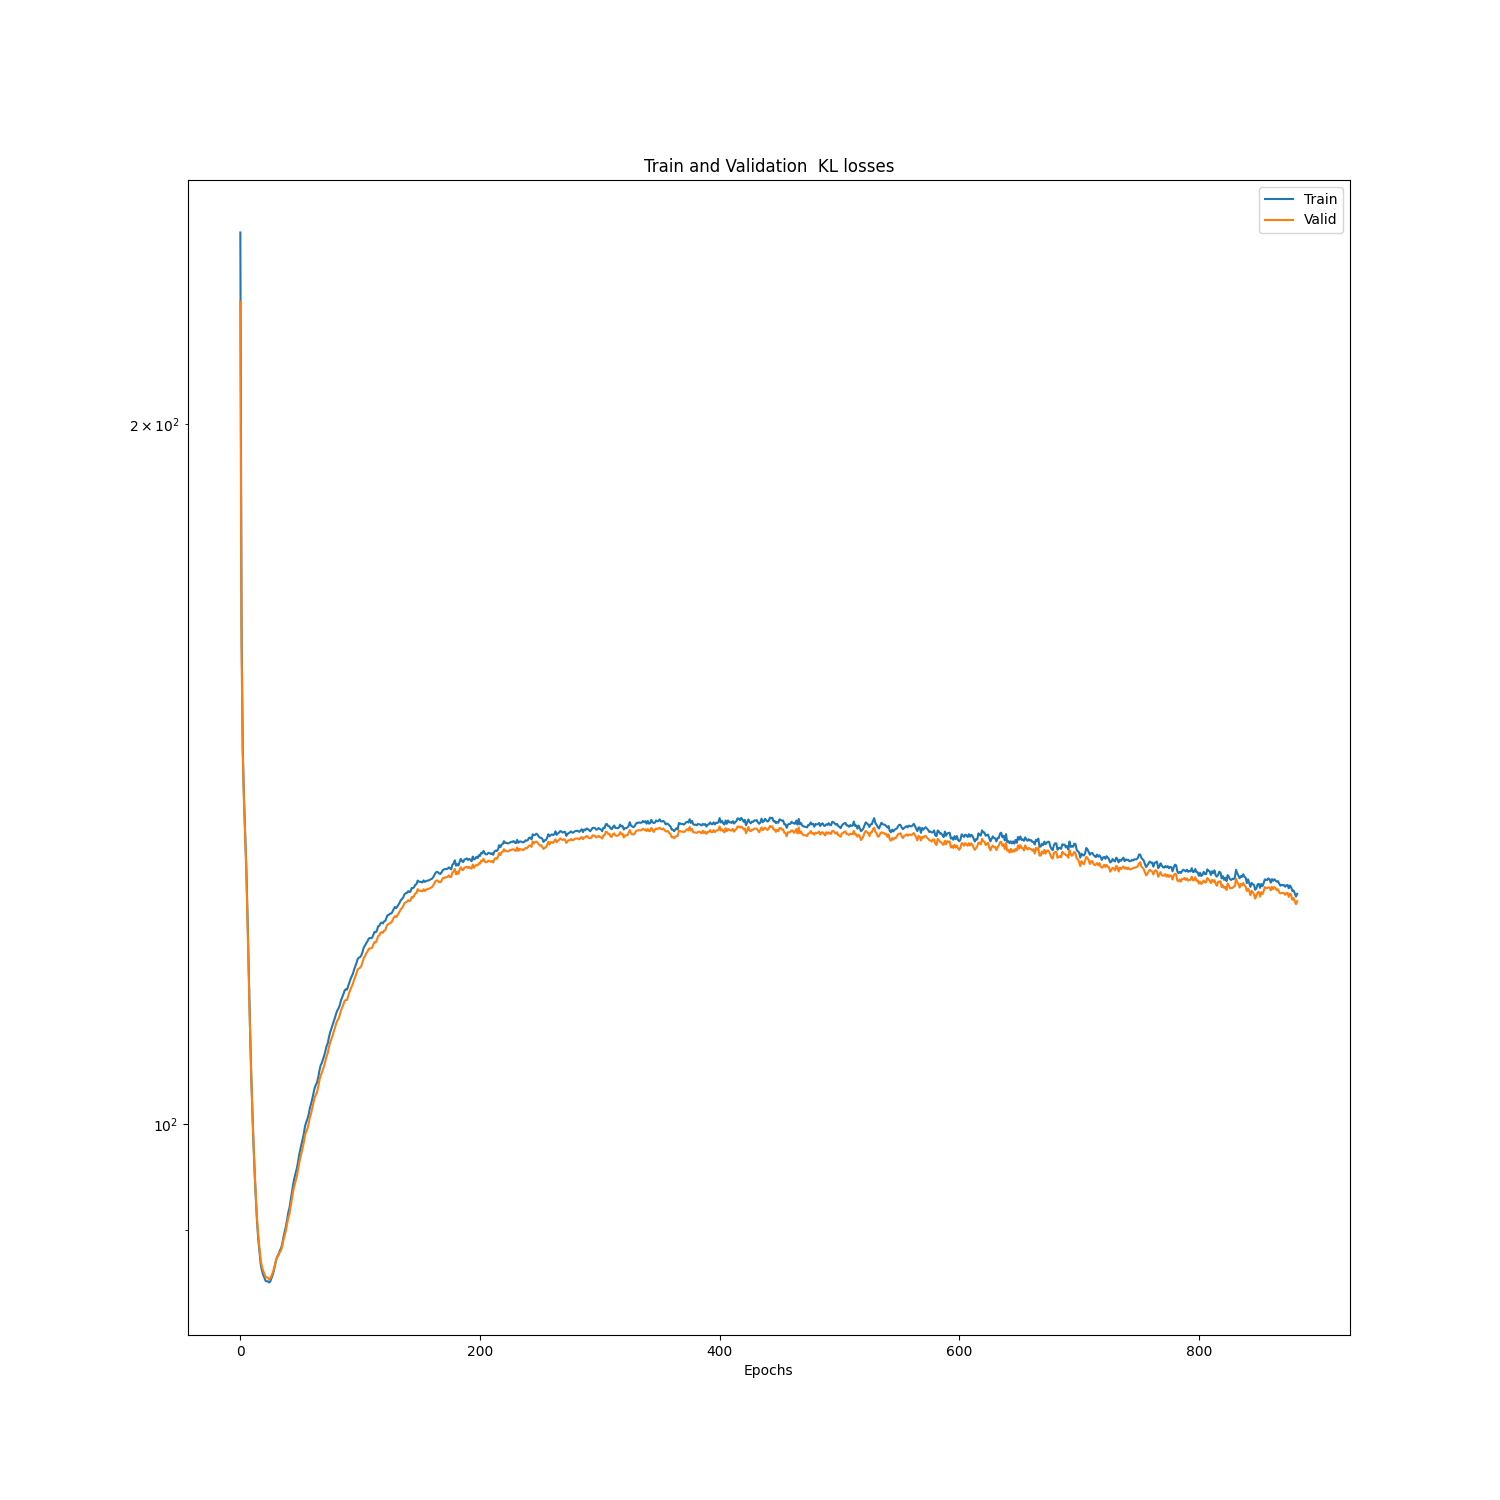 Train and Validation  KL losses
Train
Valid
2 × 10²
10²
0 200 400 600 800
Epochs